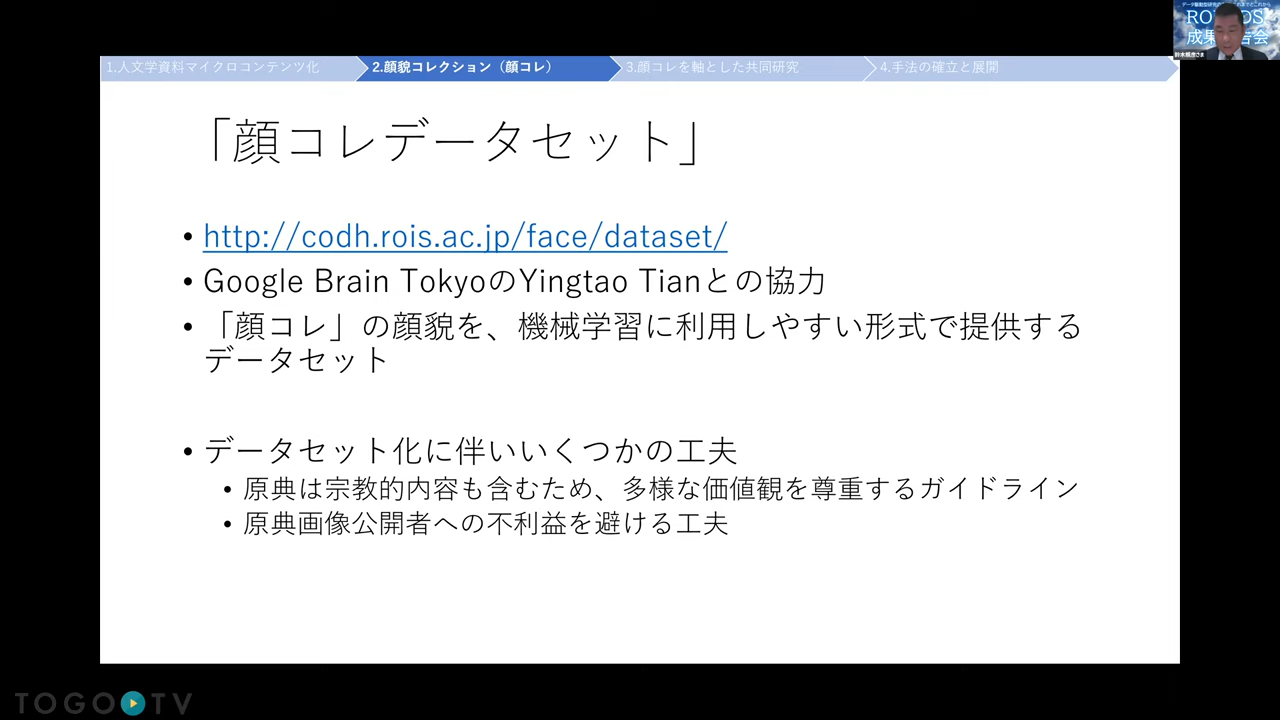 1.人文学資料マイクロコンテンツ化
2.顔貌コレクション（顔コレ）
3.顔コレを軸とした共同研究
4.手法の確立と展開
「顔コレデータセット」
• http://codh.rois.ac.jp/face/dataset/
• Google Brain TokyoのYingtao Tianとの協力
• 「顔コレ」の顔貌を、機械学習に利用しやすい形式で提供する
データセット
• データセット化に伴いいくつかの工夫
• 原典は宗教的内容も含むため、多様な価値観を尊重するガイドライン
• 原典画像公開者への不利益を避ける工夫
TOGO TV